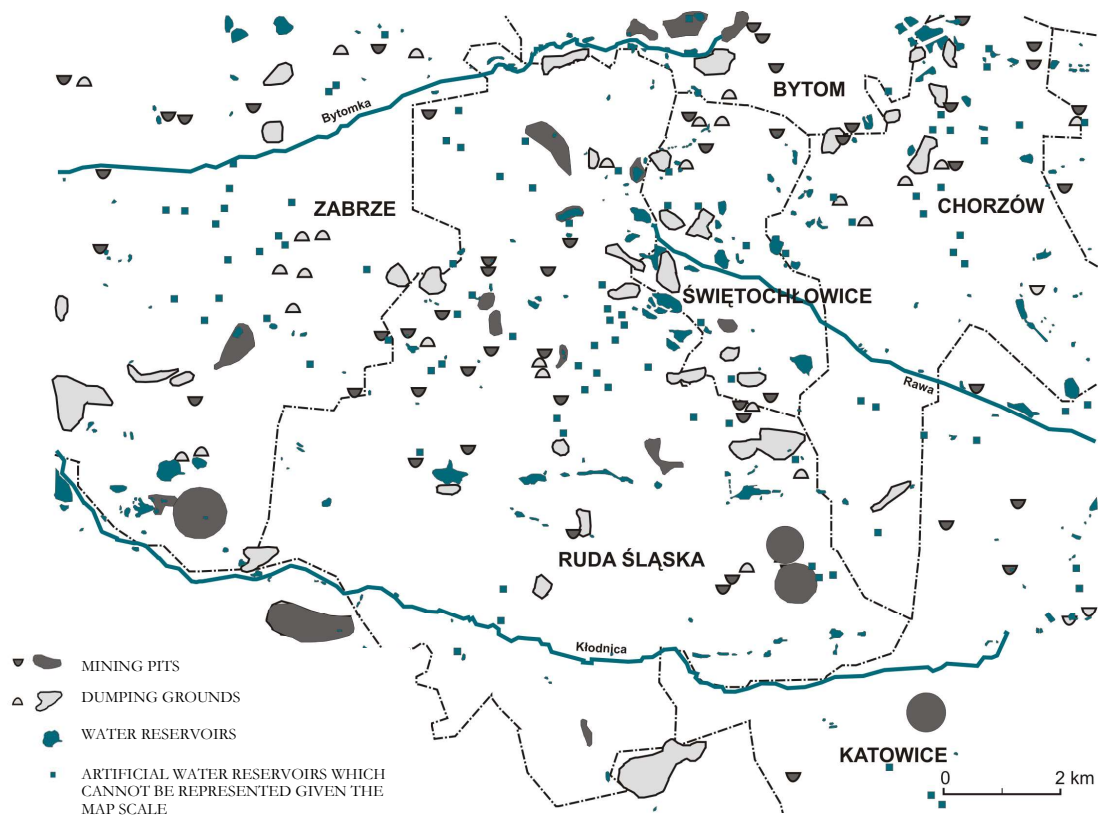 BYTOM
Bytomka
ZABRZE
CHORZÓW
ŚWIĘTOCHŁOWICE
Rawa
RUDA ŚLĄSKA
Kłodnica
KATOWICE
0 2 km
MINING PITS
DUMPING GROUNDS
WATER RESERVOIRS
ARTIFICIAL WATER RESERVOIRS WHICH
CANNOT BE REPRESENTED GIVEN THE
MAP SCALE